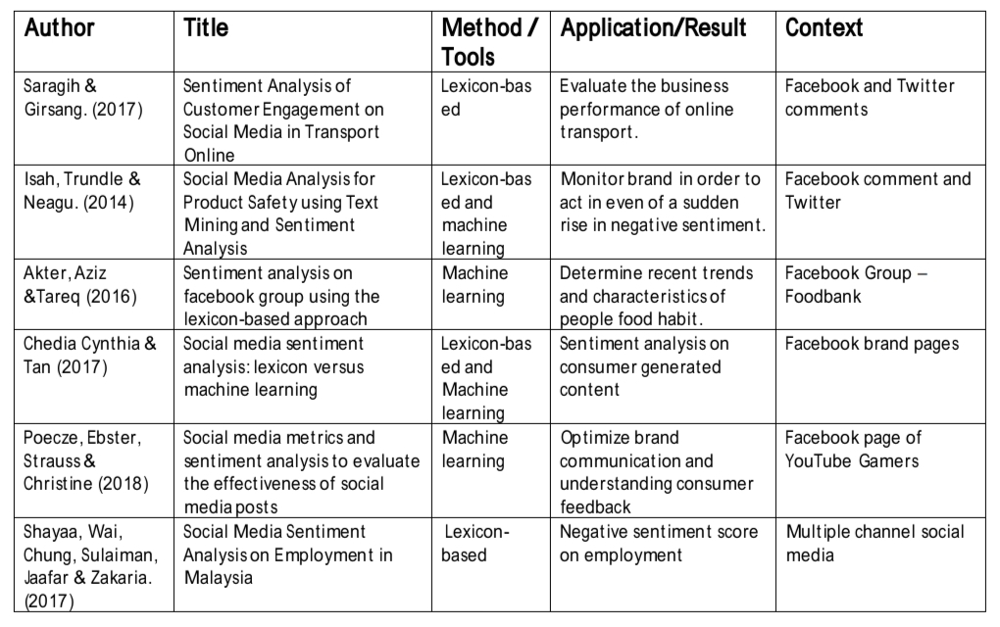 Author
Title
Method /
Tools
Application/Result
Context
Saragih &
Girsang. (2017)
Sentiment Analysis of
Customer Engagement on
Social Media in Transport
Online
Lexicon-bas
ed
Evaluate the business
performance of online
transport.
Facebook and Twitter
comments
Isah, Trundle &
Neagu. (2014)
Social Media Analysis for
Product Safety using Text
Mining and Sentiment
Analysis
Lexicon-bas
ed and
machine
learning
Monitor brand in order to
act in even of a sudden
rise in negative sentiment.
Facebook comment and
Twitter
Akter, Aziz
&Tareq (2016)
Sentiment analysis on
facebook group using the
lexicon-based approach
Machine
learning
Determine recent trends
and characteristics of
people food habit.
Facebook Group –
Foodbank
Chedia Cynthia &
Tan (2017)
Social media sentiment
analysis: lexicon versus
machine learning
Lexicon-bas
ed and
Machine
learning
Sentiment analysis on
consumer generated
content
Facebook brand pages
Poecze, Ebster,
Strauss &
Christine (2018)
Social media metrics and
sentiment analysis to evaluate
the effectiveness of social
media posts
Machine
learning
Optimize brand
communication and
understanding consumer
feedback
Facebook page of
YouTube Gamers
Shayaa, Wai,
Chung, Sulaiman,
Jaafar & Zakaria.
(2017)
Social Media Sentiment
Analysis on Employment in
Malaysia
Lexicon-
based
Negative sentiment score
on employment
Multiple channel social
media